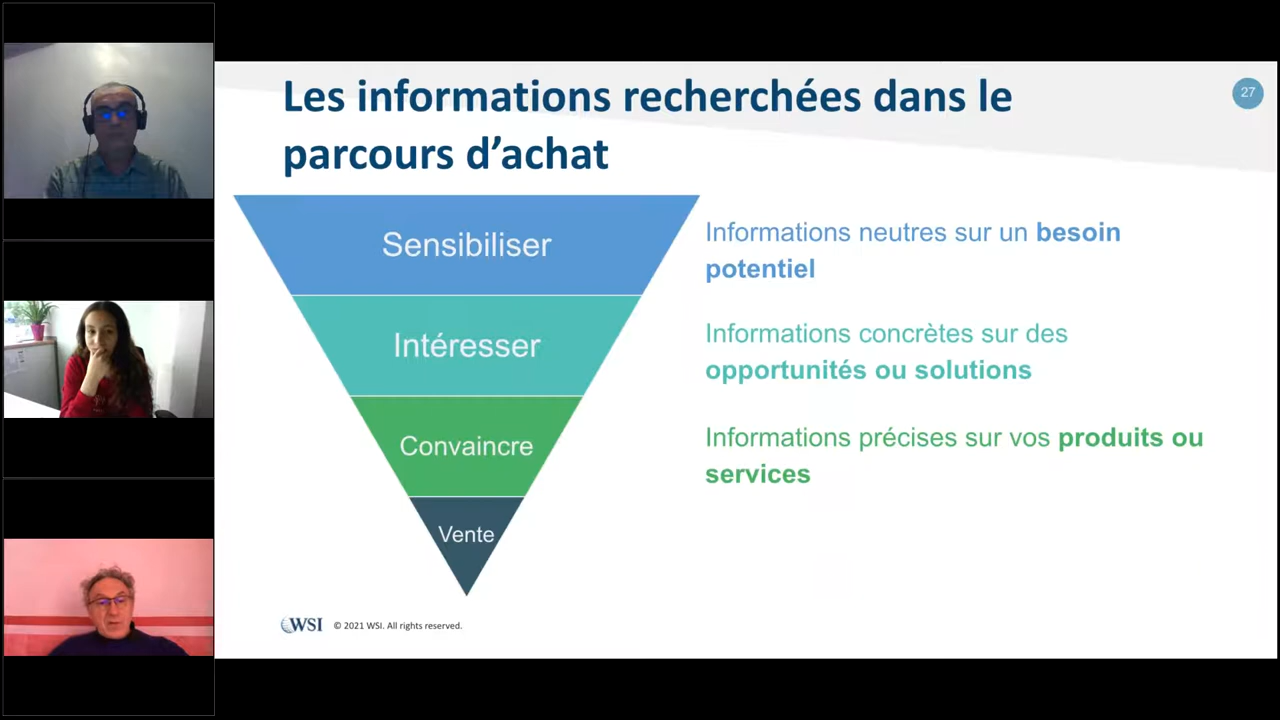 Les informations recherchées dans le
parcours d’achat
27
Sensibiliser
Informations neutres sur un besoin
potentiel
Intéresser
Informations concrètes sur des
opportunités ou solutions
Convaincre
Informations précises sur vos produits ou
services
Vente
WSI © 2021 WSI. All rights reserved.